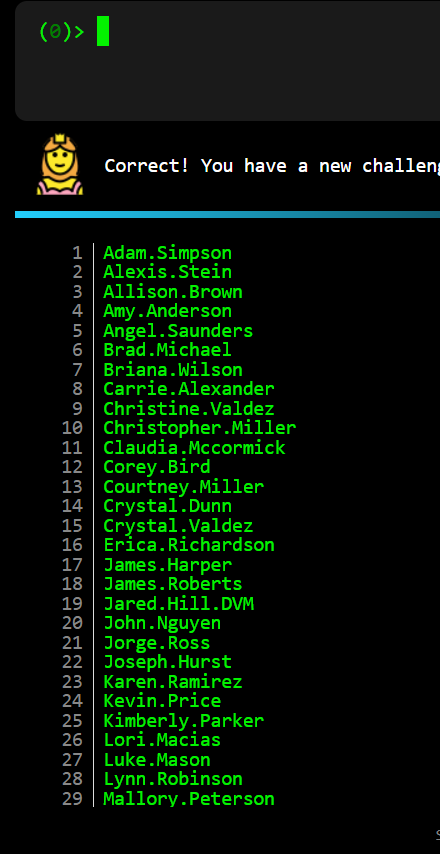 (0)>
Correct! You have a new
1 Adam.Simpson
2 Alexis.Stein
3 Allison.Brown
4 Amy.Anderson
5 Angel.Saunders
6 Brad.Michael
7 Briana.Wilson
8 Carrie.Alexander
9 Christine.Valdez
10 Christopher.Miller
11 Claudia.Mccormick
12 Corey.Bird
13 Courtney.Miller
14 Crystal.Dunn
15 Crystal.Valdez
16 Erica.Richardson
17 James.Harper
18 James.Roberts
19 Jared.Hill.DVM
20 John.Nguyen
21 Jorge.Ross
22 Joseph.Hurst
23 Karen.Ramirez
24 Kevin.Price
25 Kimberly.Parker
26 Lori.Macias
27 Luke.Mason
28 Lynn.Robinson
29 Mallory.Peterson